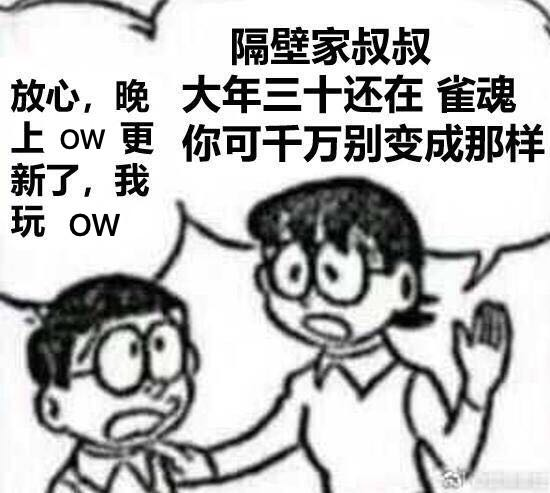 隔壁家叔叔
大年三十还在 雀魂
你可千万别变成那样
放心，晚
上 ow 更
新了，我
玩 ow